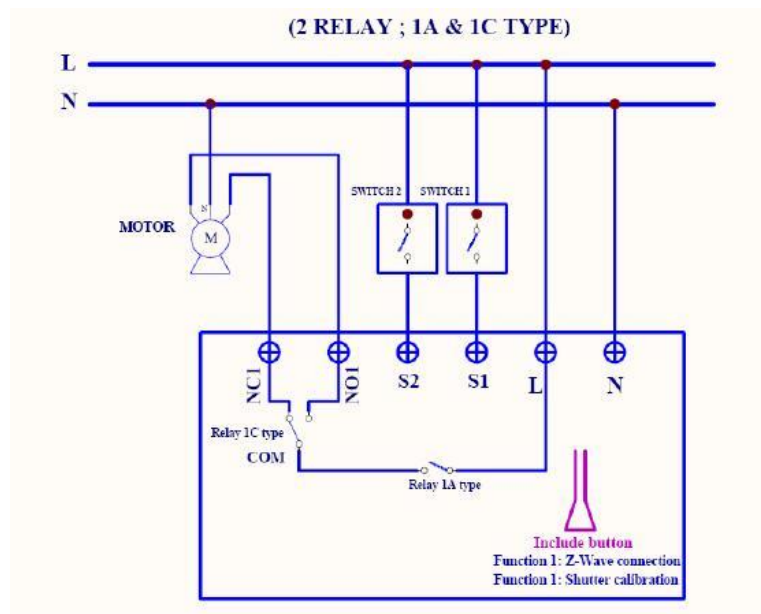 (2 RELAY ; 1A & 1C TYPE)
L
N
SWITCH 2
SWITCH 1
N
MOTOR
M
NC1
NO1
S2
S1
L
N
Relay 1C type
COM
Relay 1A type
Include button
Function 1: Z-Wave connection
Function 1: Shutter calibration